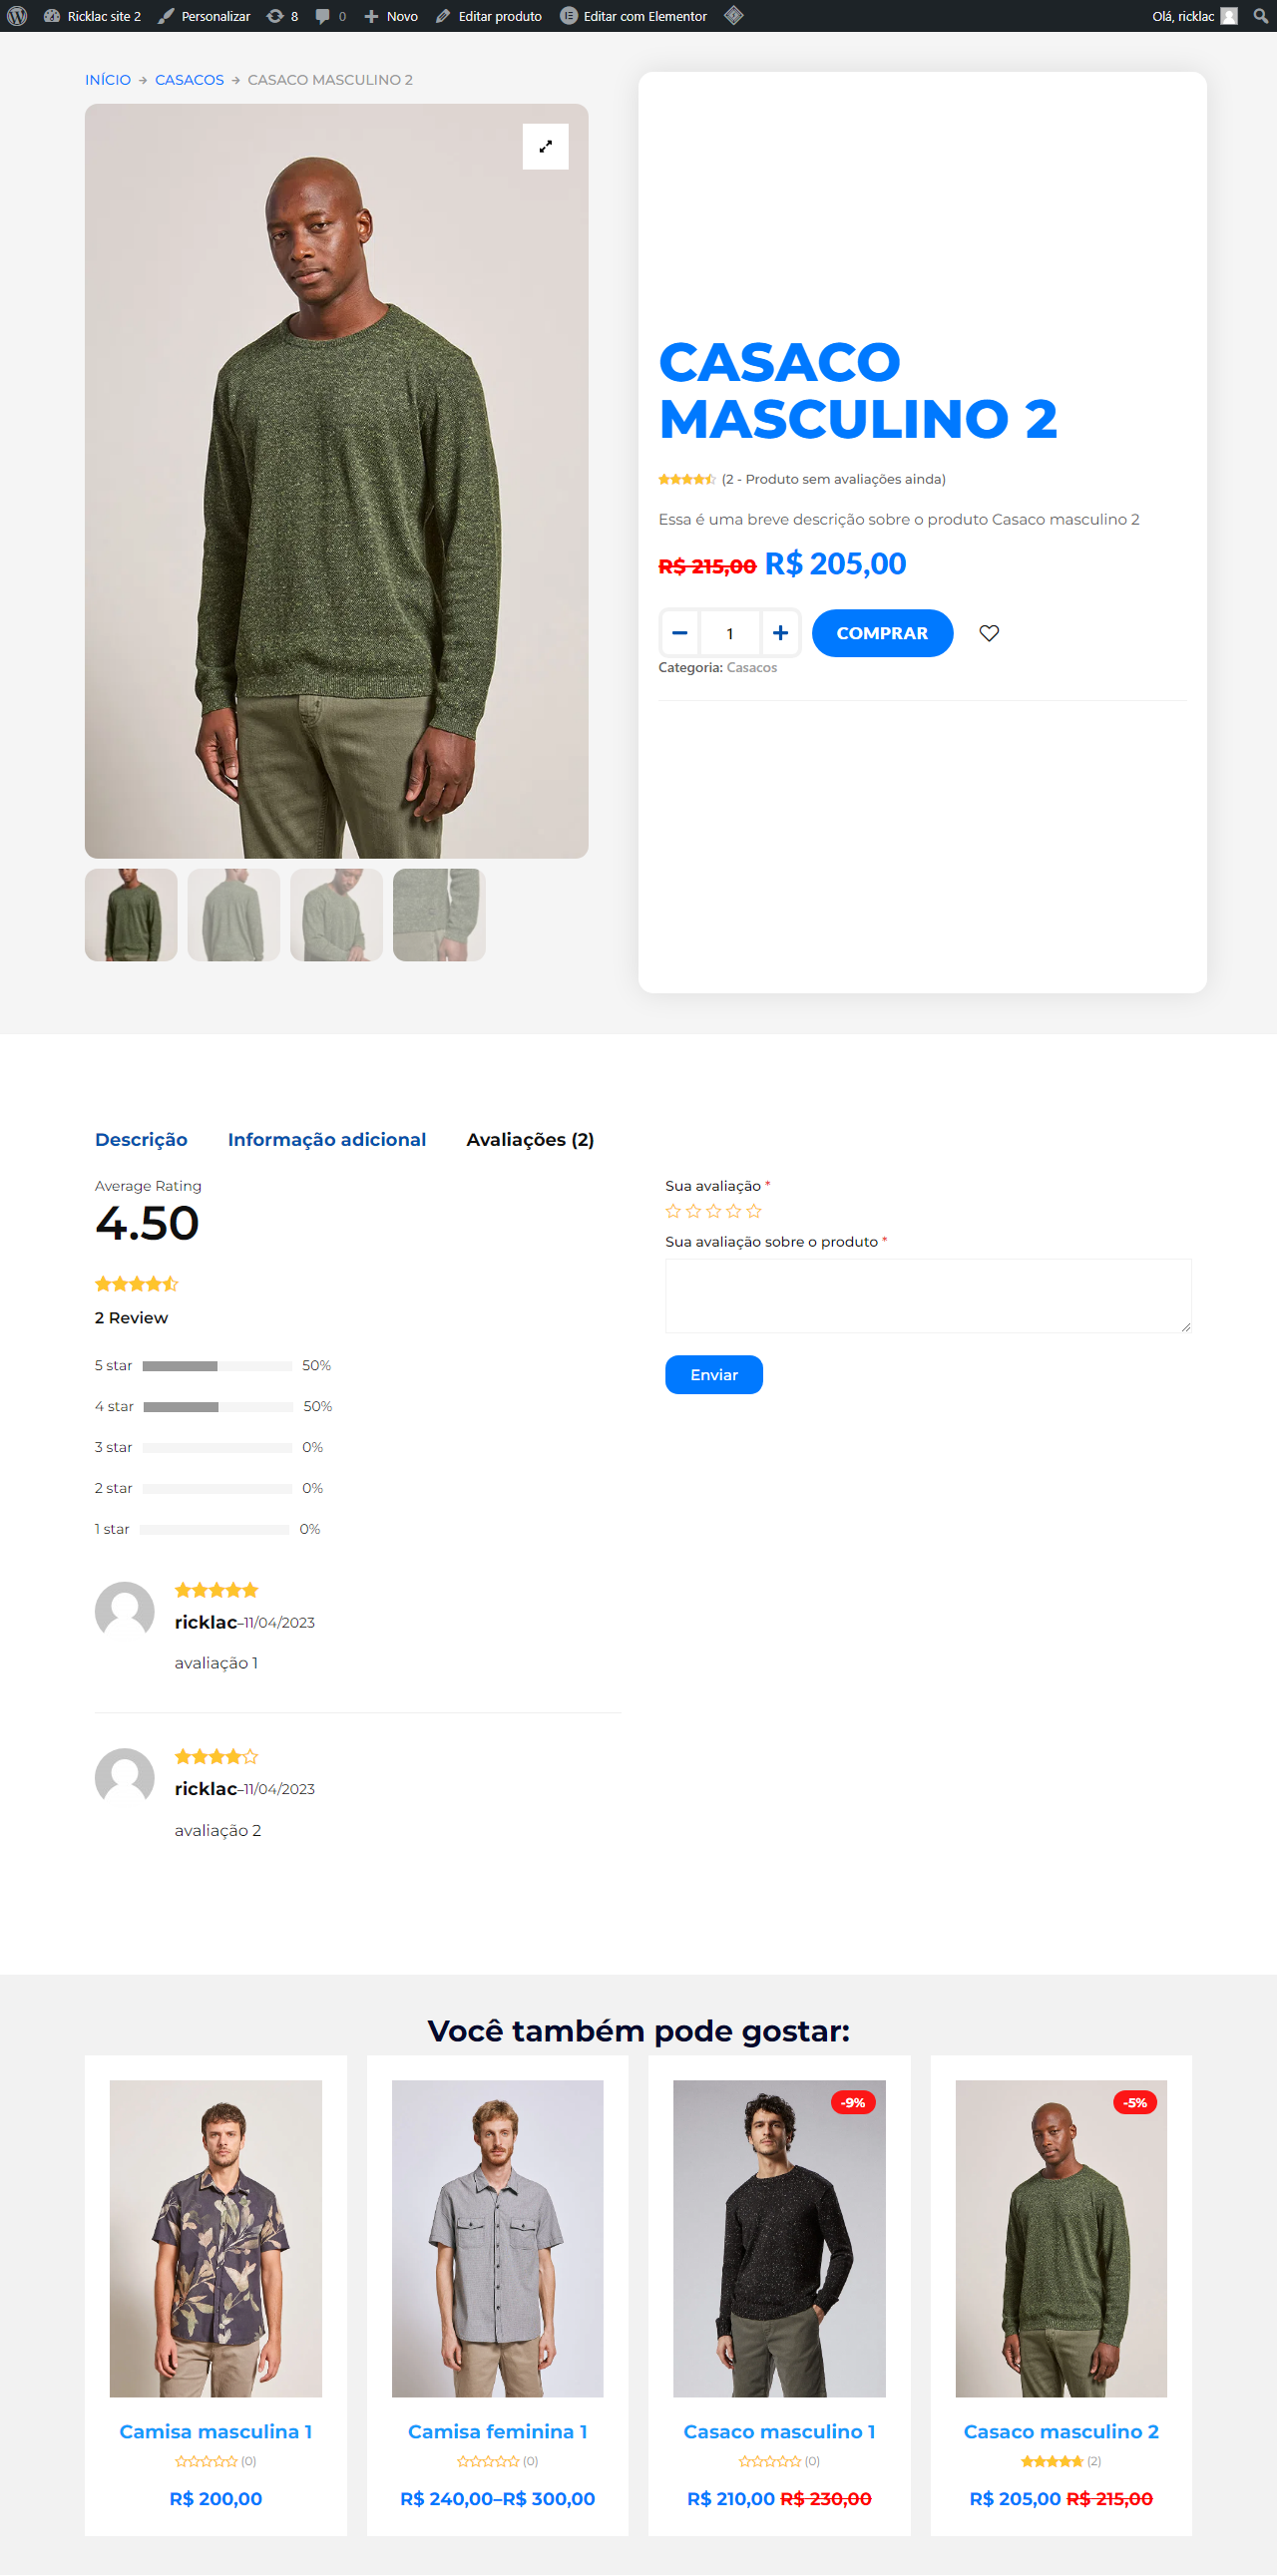 Ricklac site 2 Personalizar 8 0 Novo Editar produto Editar com Elementor Olá, ricklac
INÍCIO → CASACOS → CASACO MASCULINO 2
CASACO
MASCULINO 2
(2 - Produto sem avaliações ainda)
Essa é uma breve descrição sobre o produto Casaco masculino 2
R$ 215,00 R$ 205,00
1 COMPRAR
Categoria: Casacos
Descrição Informação adicional Avaliações (2)
Average Rating
4.50
2 Review
5 star 50%
4 star 50%
3 star 0%
2 star 0%
1 star 0%
ricklac–11/04/2023
avaliação 1
ricklac–11/04/2023
avaliação 2
Sua avaliação *
Sua avaliação sobre o produto *
Enviar
Você também pode gostar:
Camisa masculina 1
(0)
R$ 200,00
Camisa feminina 1
(0)
R$ 240,00–R$ 300,00
-9%
Casaco masculino 1
(0)
R$ 210,00 R$ 230,00
-5%
Casaco masculino 2
(2)
R$ 205,00 R$ 215,00